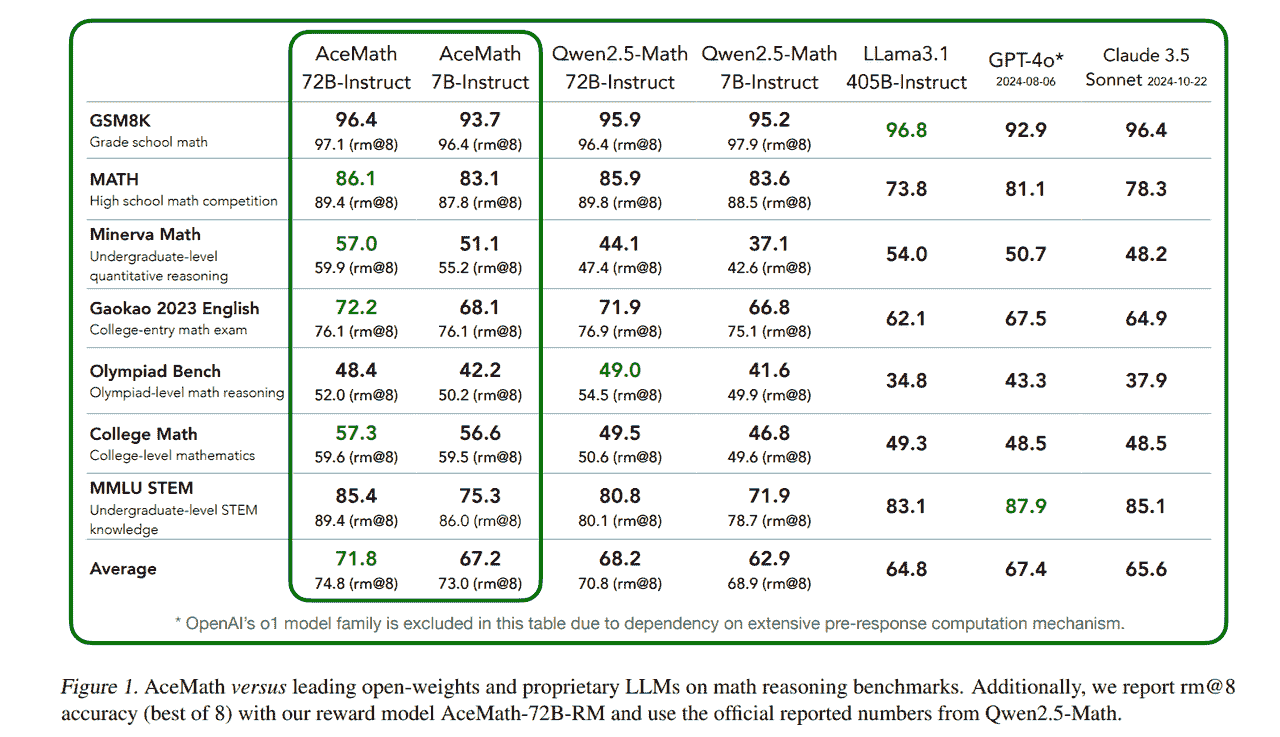 AceMath 72B-Instruct AceMath 7B-Instruct Qwen2.5-Math 72B-Instruct Qwen2.5-Math 7B-Instruct LLama3.1 405B-Instruct GPT-4o* 2024-08-06 Claude 3.5 Sonnet 2024-10-22
GSM8K 96.4 93.7 95.9 95.2 96.8 92.9 96.4
Grade school math 97.1 (rm@8) 96.4 (rm@8) 96.4 (rm@8) 97.9 (rm@8)
MATH 86.1 83.1 85.9 83.6 73.8 81.1 78.3
High school math competition 89.4 (rm@8) 87.8 (rm@8) 89.8 (rm@8) 88.5 (rm@8)
Minerva Math 57.0 51.1 44.1 37.1 54.0 50.7 48.2
Undergraduate-level 59.9 (rm@8) 55.2 (rm@8) 47.4 (rm@8) 42.6 (rm@8)
quantitative reasoning
Gaokao 2023 English 72.2 68.1 71.9 66.8 62.1 67.5 64.9
College-entry math exam 76.1 (rm@8) 76.1 (rm@8) 76.9 (rm@8) 75.1 (rm@8)
Olympiad Bench 48.4 42.2 49.0 41.6 34.8 43.3 37.9
Olympiad-level math reasoning 52.0 (rm@8) 50.2 (rm@8) 54.5 (rm@8) 49.9 (rm@8)
College Math 57.3 56.6 49.5 46.8 49.3 48.5 48.5
College-level mathematics 59.6 (rm@8) 59.5 (rm@8) 50.6 (rm@8) 49.6 (rm@8)
MMLU STEM 85.4 75.3 80.8 71.9 83.1 87.9 85.1
Undergraduate-level STEM 89.4 (rm@8) 86.0 (rm@8) 80.1 (rm@8) 78.7 (rm@8)
knowledge
Average 71.8 67.2 68.2 62.9 64.8 67.4 65.6
74.8 (rm@8) 73.0 (rm@8) 70.8 (rm@8) 68.9 (rm@8)
* OpenAI's o1 model family is excluded in this table due to dependency on extensive pre-response computation mechanism.
Figure 1. AceMath versus leading open-weights and proprietary LLMs on math reasoning benchmarks. Additionally, we report rm@8
accuracy (best of 8) with our reward model AceMath-72B-RM and use the official reported numbers from Qwen2.5-Math.